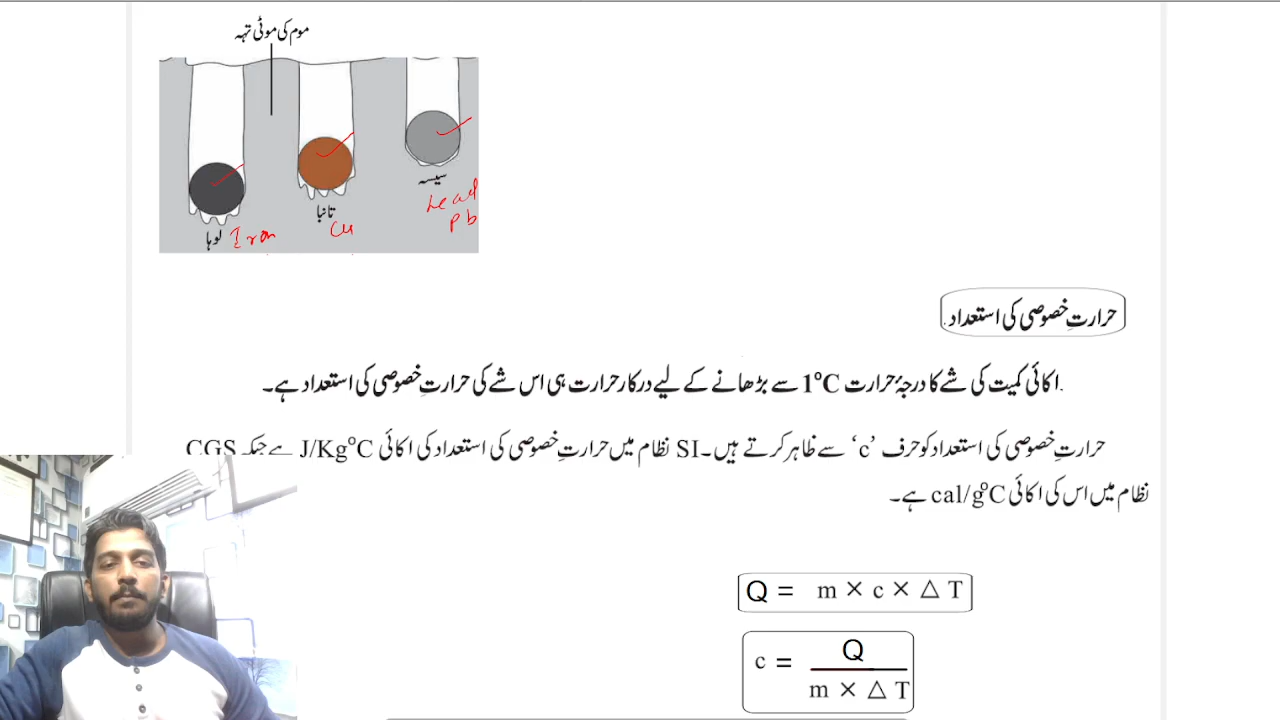 موم کی موٹی تہہ
سیسہ
Lead
Pb
تانبا
Cu
لوہا Iron
حرارتِ خصوصی کی استعداد.
.اکائی کمیت کی شے کا درجۂ حرارت 1°C سے بڑھانے کے لیے درکار حرارت ہی اس شے کی حرارتِ خصوصی کی استعداد ہے۔
حرارتِ خصوصی کی استعداد کو حرف ‘c’ سے ظاہر کرتے ہیں۔ SI نظام میں حرارتِ خصوصی کی استعداد کی اکائی J/Kg°C ہے جبکہ CGS
نظام میں اس کی اکائی cal/g°C ہے۔
Q = m × c × △ T
c = Q / m × △ T